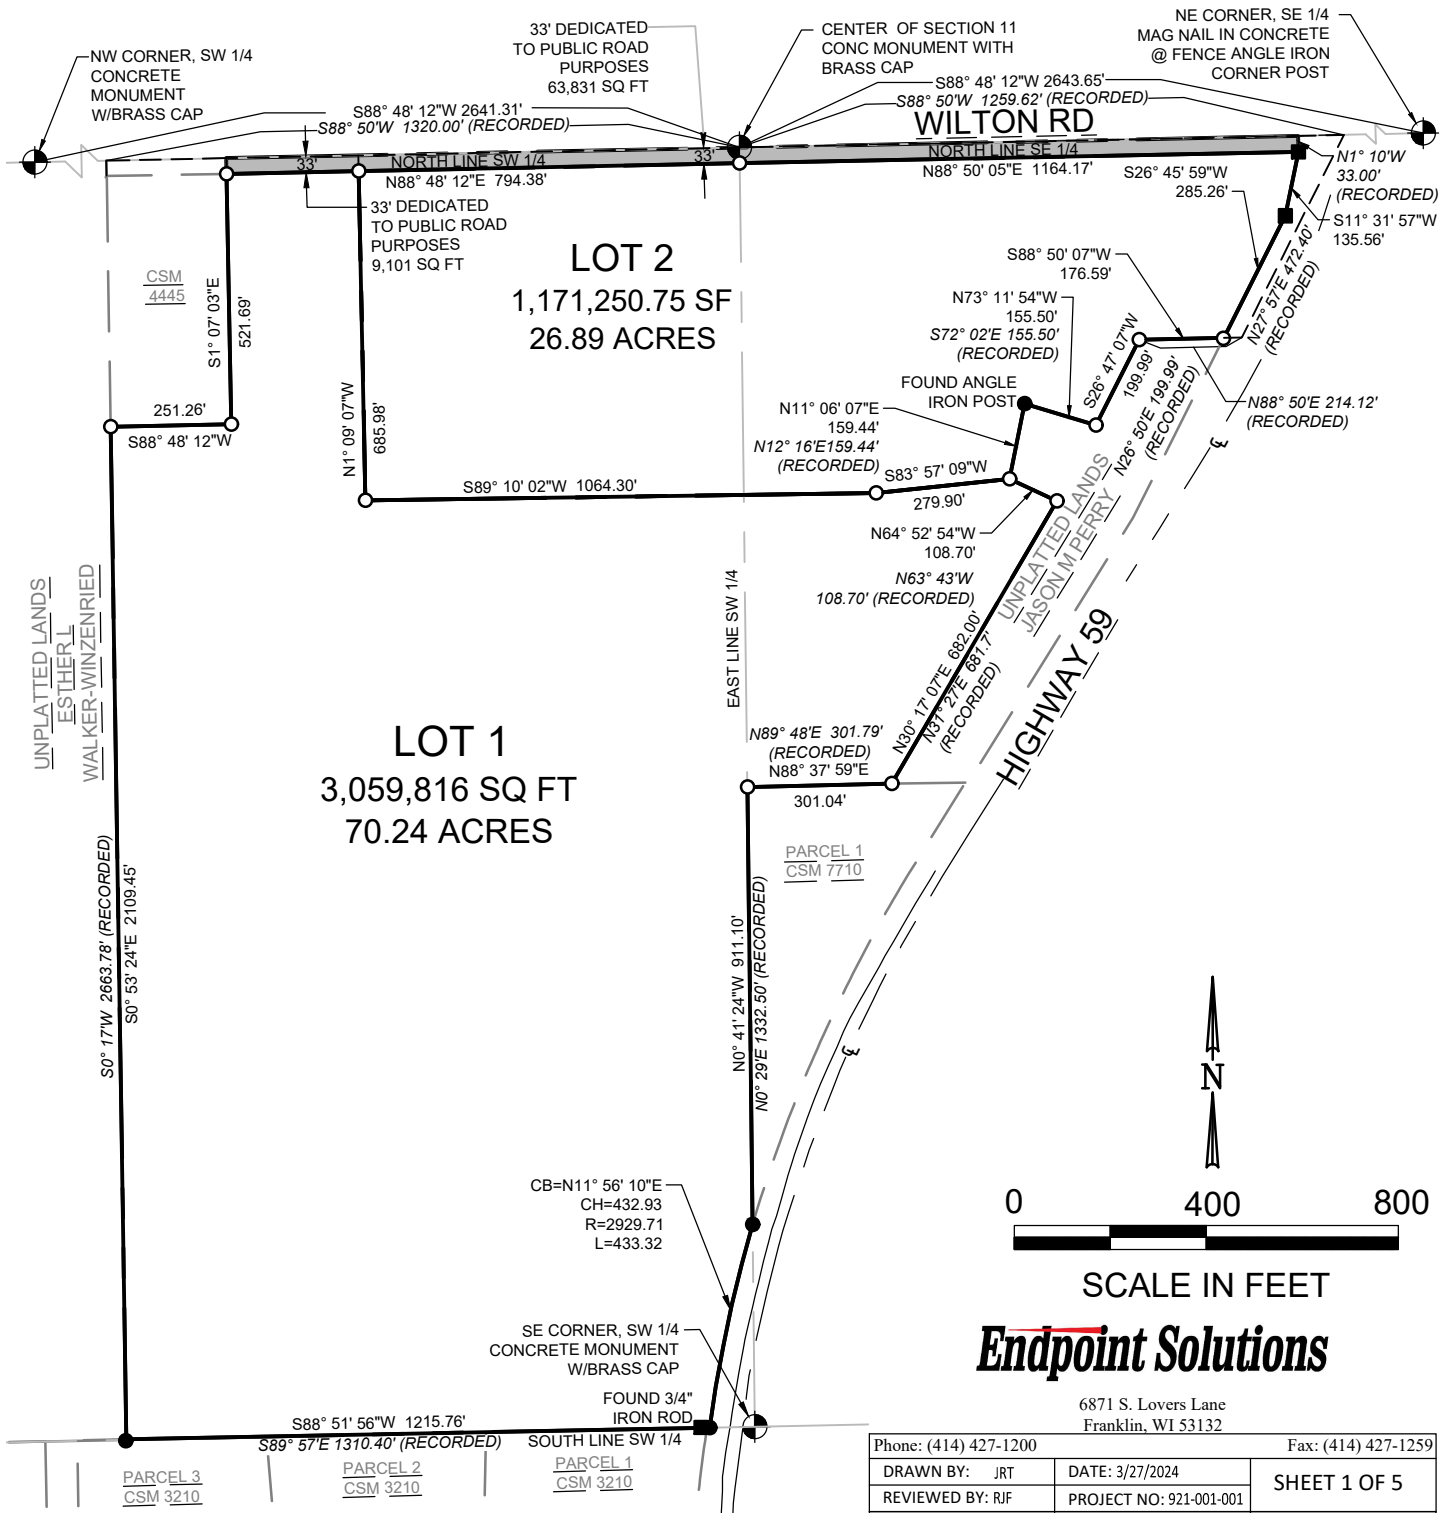 NW CORNER, SW 1/4
CONCRETE
MONUMENT
W/BRASS CAP
33' DEDICATED
TO PUBLIC ROAD
PURPOSES
63,831 SQ FT
CENTER OF SECTION 11
CONC MONUMENT WITH
BRASS CAP
NE CORNER, SE 1/4
MAG NAIL IN CONCRETE
@ FENCE ANGLE IRON
CORNER POST
S88° 48' 12"W 2641.31'
S88° 50'W 1320.00' (RECORDED)
S88° 48' 12"W 2643.65'
S88° 50'W 1259.62' (RECORDED)
WILTON RD
33'
NORTH LINE SW 1/4
33'
NORTH LINE SE 1/4
N88° 48' 12"E 794.38'
N88° 50' 05"E 1164.17'
N1° 10'W
33.00'
(RECORDED)
S26° 45' 59"W
285.26'
S11° 31' 57"W
135.56'
33' DEDICATED
TO PUBLIC ROAD
PURPOSES
9,101 SQ FT
LOT 2
1,171,250.75 SF
26.89 ACRES
CSM
4445
S1° 07' 03"E
521.69'
S88° 50' 07"W
176.59'
N27° 57'E 472.40'
(RECORDED)
N73° 11' 54"W
155.50'
S72° 02'E 155.50'
(RECORDED)
S26° 47' 07"W
199.99'
N26° 50'E 199.99'
(RECORDED)
N88° 50'E 214.12'
(RECORDED)
FOUND ANGLE
IRON POST
N11° 06' 07"E
159.44'
N12° 16'E159.44'
(RECORDED)
251.26'
S88° 48' 12"W
N1° 09' 07"W
685.98'
S89° 10' 02"W 1064.30'
S83° 57' 09"W
279.90'
N64° 52' 54"W
108.70'
N63° 43'W
108.70' (RECORDED)
UNPLATTED LANDS
JASON M PERRY
UNPLATTED LANDS
ESTHER L
WALKER-WINZENRIED
EAST LINE SW 1/4
N30° 17' 07"E 682.00'
N31° 27'E 681.7'
(RECORDED)
HIGHWAY 59
LOT 1
3,059,816 SQ FT
70.24 ACRES
N89° 48'E 301.79'
(RECORDED)
N88° 37' 59"E
301.04'
PARCEL 1
CSM 7710
S0° 17'W 2663.78' (RECORDED)
S0° 53' 24"E 2109.45'
N0° 41' 24"W 911.10'
N0° 29'E 1332.50' (RECORDED)
N
CB=N11° 56' 10"E
CH=432.93
R=2929.71
L=433.32
0 400 800
SCALE IN FEET
SE CORNER, SW 1/4
CONCRETE MONUMENT
W/BRASS CAP
FOUND 3/4"
IRON ROD
S88° 51' 56"W 1215.76'
S89° 57'E 1310.40' (RECORDED)
SOUTH LINE SW 1/4
PARCEL 3
CSM 3210
PARCEL 2
CSM 3210
PARCEL 1
CSM 3210
Endpoint Solutions
6871 S. Lovers Lane
Franklin, WI 53132
Phone: (414) 427-1200 Fax: (414) 427-1259
DRAWN BY: JRT
DATE: 3/27/2024
SHEET 1 OF 5
REVIEWED BY: RJF
PROJECT NO: 921-001-001